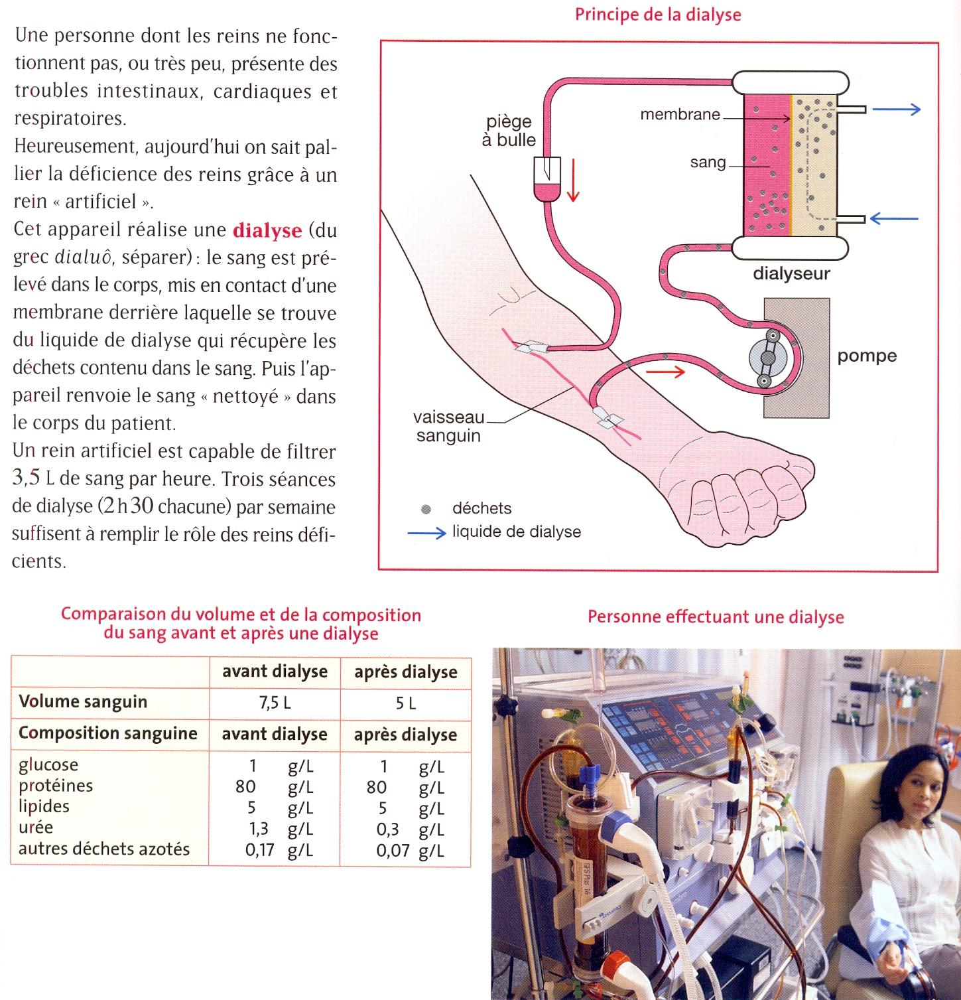 Une personne dont les reins ne fonc-
tionnent pas, ou très peu, présente des
troubles intestinaux, cardiaques et
respiratoires.
Heureusement, aujourd'hui on sait pal-
lier la déficience des reins grâce à un
rein « artificiel ».
Cet appareil réalise une dialyse (du
grec dialuô, séparer) : le sang est pré-
levé dans le corps, mis en contact d'une
membrane derrière laquelle se trouve
du liquide de dialyse qui récupère les
déchets contenu dans le sang. Puis l'ap-
pareil renvoie le sang « nettoyé » dans
le corps du patient.
Un rein artificiel est capable de filtrer
3,5 L de sang par heure. Trois séances
de dialyse (2 h 30 chacune) par semaine
suffisent à remplir le rôle des reins défi-
cients.
Principe de la dialyse
piège
à bulle
membrane
sang
dialyseur
pompe
vaisseau
sanguin
déchets
liquide de dialyse
Comparaison du volume et de la composition
du sang avant et après une dialyse
avant dialyse après dialyse
Volume sanguin 7,5 L 5 L
Composition sanguine avant dialyse après dialyse
glucose 1 g/L 1 g/L
protéines 80 g/L 80 g/L
lipides 5 g/L 5 g/L
urée 1,3 g/L 0,3 g/L
autres déchets azotés 0,17 g/L 0,07 g/L
Personne effectuant une dialyse
GFS Plus 16